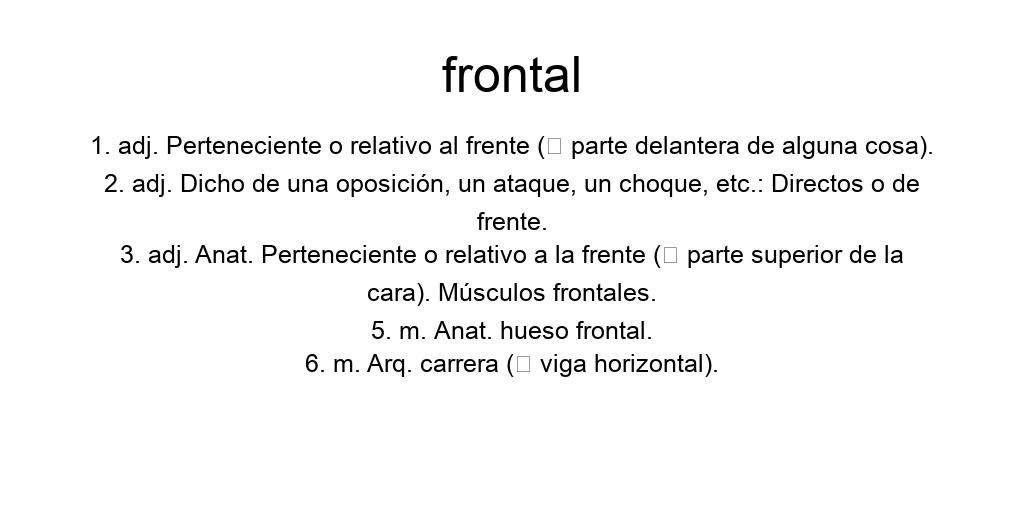 frontal
1. adj. Perteneciente o relativo al frente (□ parte delantera de alguna cosa).
2. adj. Dicho de una oposición, un ataque, un choque, etc.: Directos o de
frente.
3. adj. Anat. Perteneciente o relativo a la frente (□ parte superior de la
cara). Músculos frontales.
5. m. Anat. hueso frontal.
6. m. Arq. carrera (□ viga horizontal).